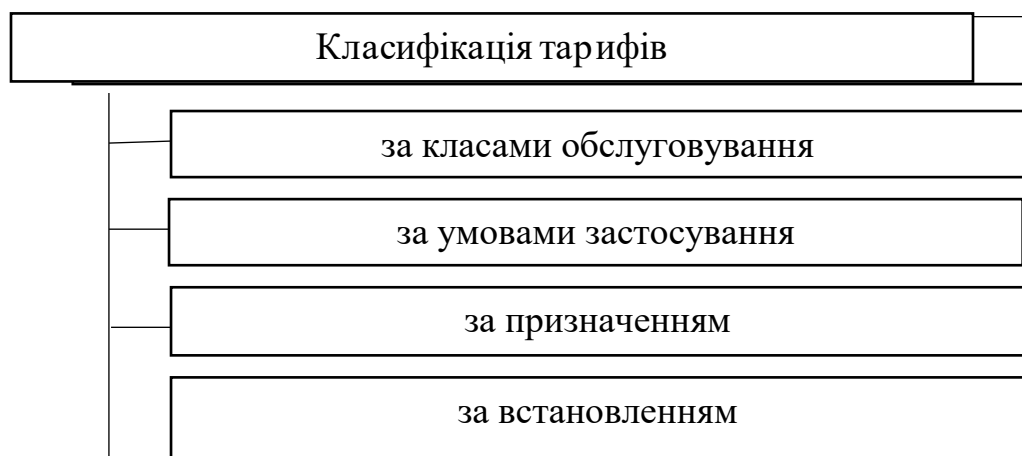 Класифікація тарифів
за класами обслуговування
за умовами застосування
за призначенням
за встановленням